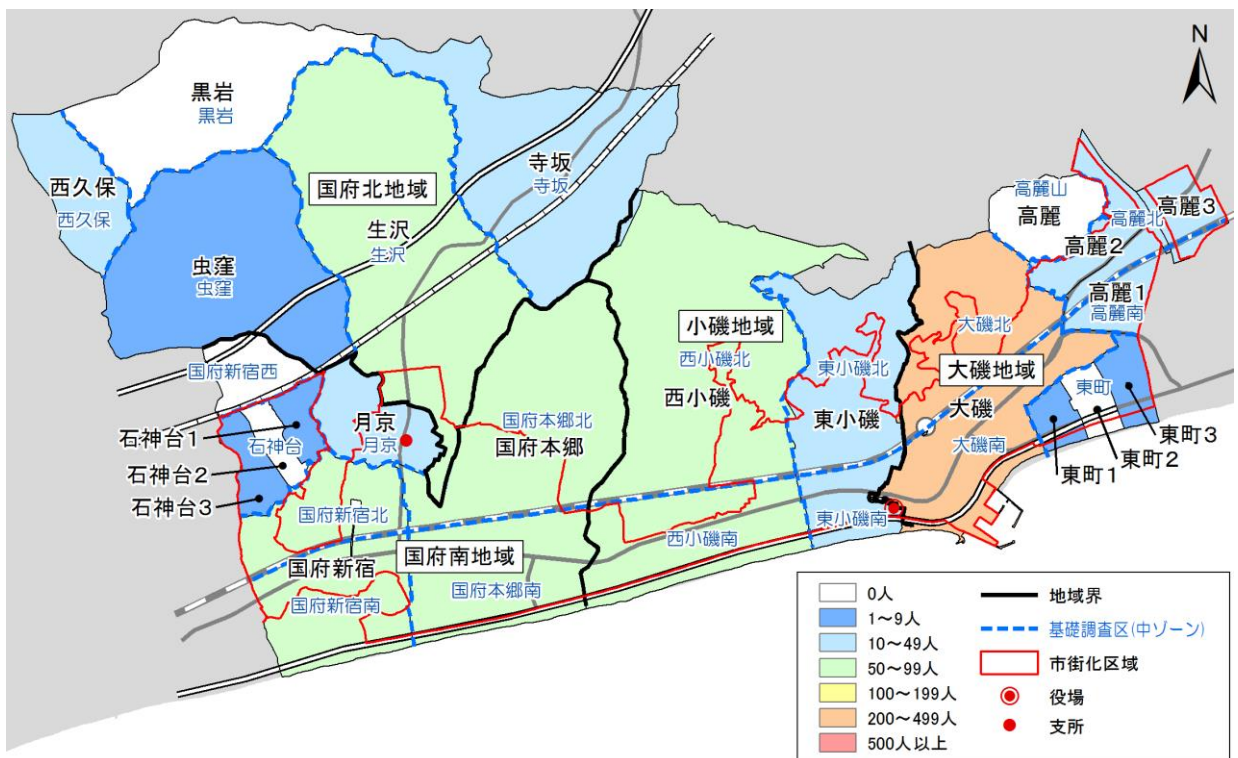 N
黒岩
黒岩
西久保
西久保
国府北地域
寺坂
寺坂
生沢
生沢
虫窪
虫窪
高麗山
高麗
高麗北
高麗3
高麗2
高麗1
高麗南
小磯地域
西小磯北
西小磯
東小磯北
東小磯
大磯北
大磯地域
大磯
大磯南
東町
東町3
東町2
東町1
国府新宿西
月京
月京
国府本郷北
国府本郷
石神台1
石神台
石神台2
石神台3
国府新宿北
国府南地域
西小磯南
東小磯南
国府新宿
国府新宿南
国府本郷南
0人
1～9人
10～49人
50～99人
100～199人
200～499人
500人以上
地域界
基礎調査区(中ゾーン)
市街化区域
役場
支所